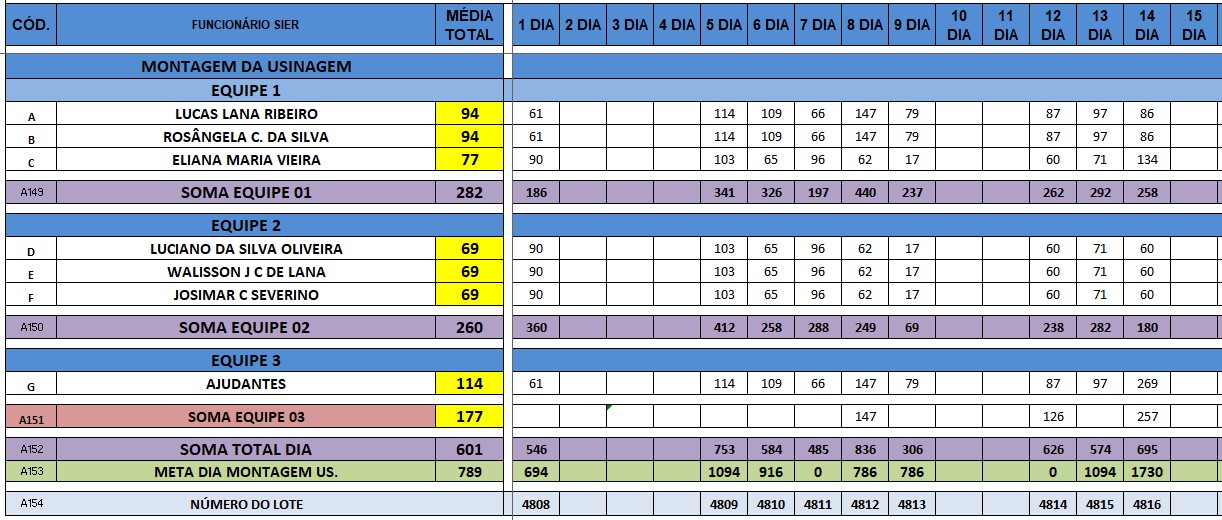 CÓD. FUNCIONÁRIO SIER MÉDIA TOTAL 1 DIA 2 DIA 3 DIA 4 DIA 5 DIA 6 DIA 7 DIA 8 DIA 9 DIA 10 DIA 11 DIA 12 DIA 13 DIA 14 DIA 15 DIA
MONTAGEM DA USINAGEM
EQUIPE 1
A LUCAS LANA RIBEIRO 94 61 114 109 66 147 79 87 97 86
B ROSÂNGELA C. DA SILVA 94 61 114 109 66 147 79 87 97 86
C ELIANA MARIA VIEIRA 77 90 103 65 96 62 17 60 71 134
A149 SOMA EQUIPE 01 282 186 341 326 197 440 237 262 292 258
EQUIPE 2
D LUCIANO DA SILVA OLIVEIRA 69 90 103 65 96 62 17 60 71 60
E WALISSON J C DE LANA 69 90 103 65 96 62 17 60 71 60
F JOSIMAR C SEVERINO 69 90 103 65 96 62 17 60 71 60
A150 SOMA EQUIPE 02 260 360 412 258 288 249 69 238 282 180
EQUIPE 3
G AJUDANTES 114 61 114 109 66 147 79 87 97 269
A151 SOMA EQUIPE 03 177 147 126 257
A152 SOMA TOTAL DIA 601 546 753 584 485 836 306 626 574 695
A153 META DIA MONTAGEM US. 789 694 1094 916 0 786 786 0 1094 1730
A154 NÚMERO DO LOTE 4808 4809 4810 4811 4812 4813 4814 4815 4816